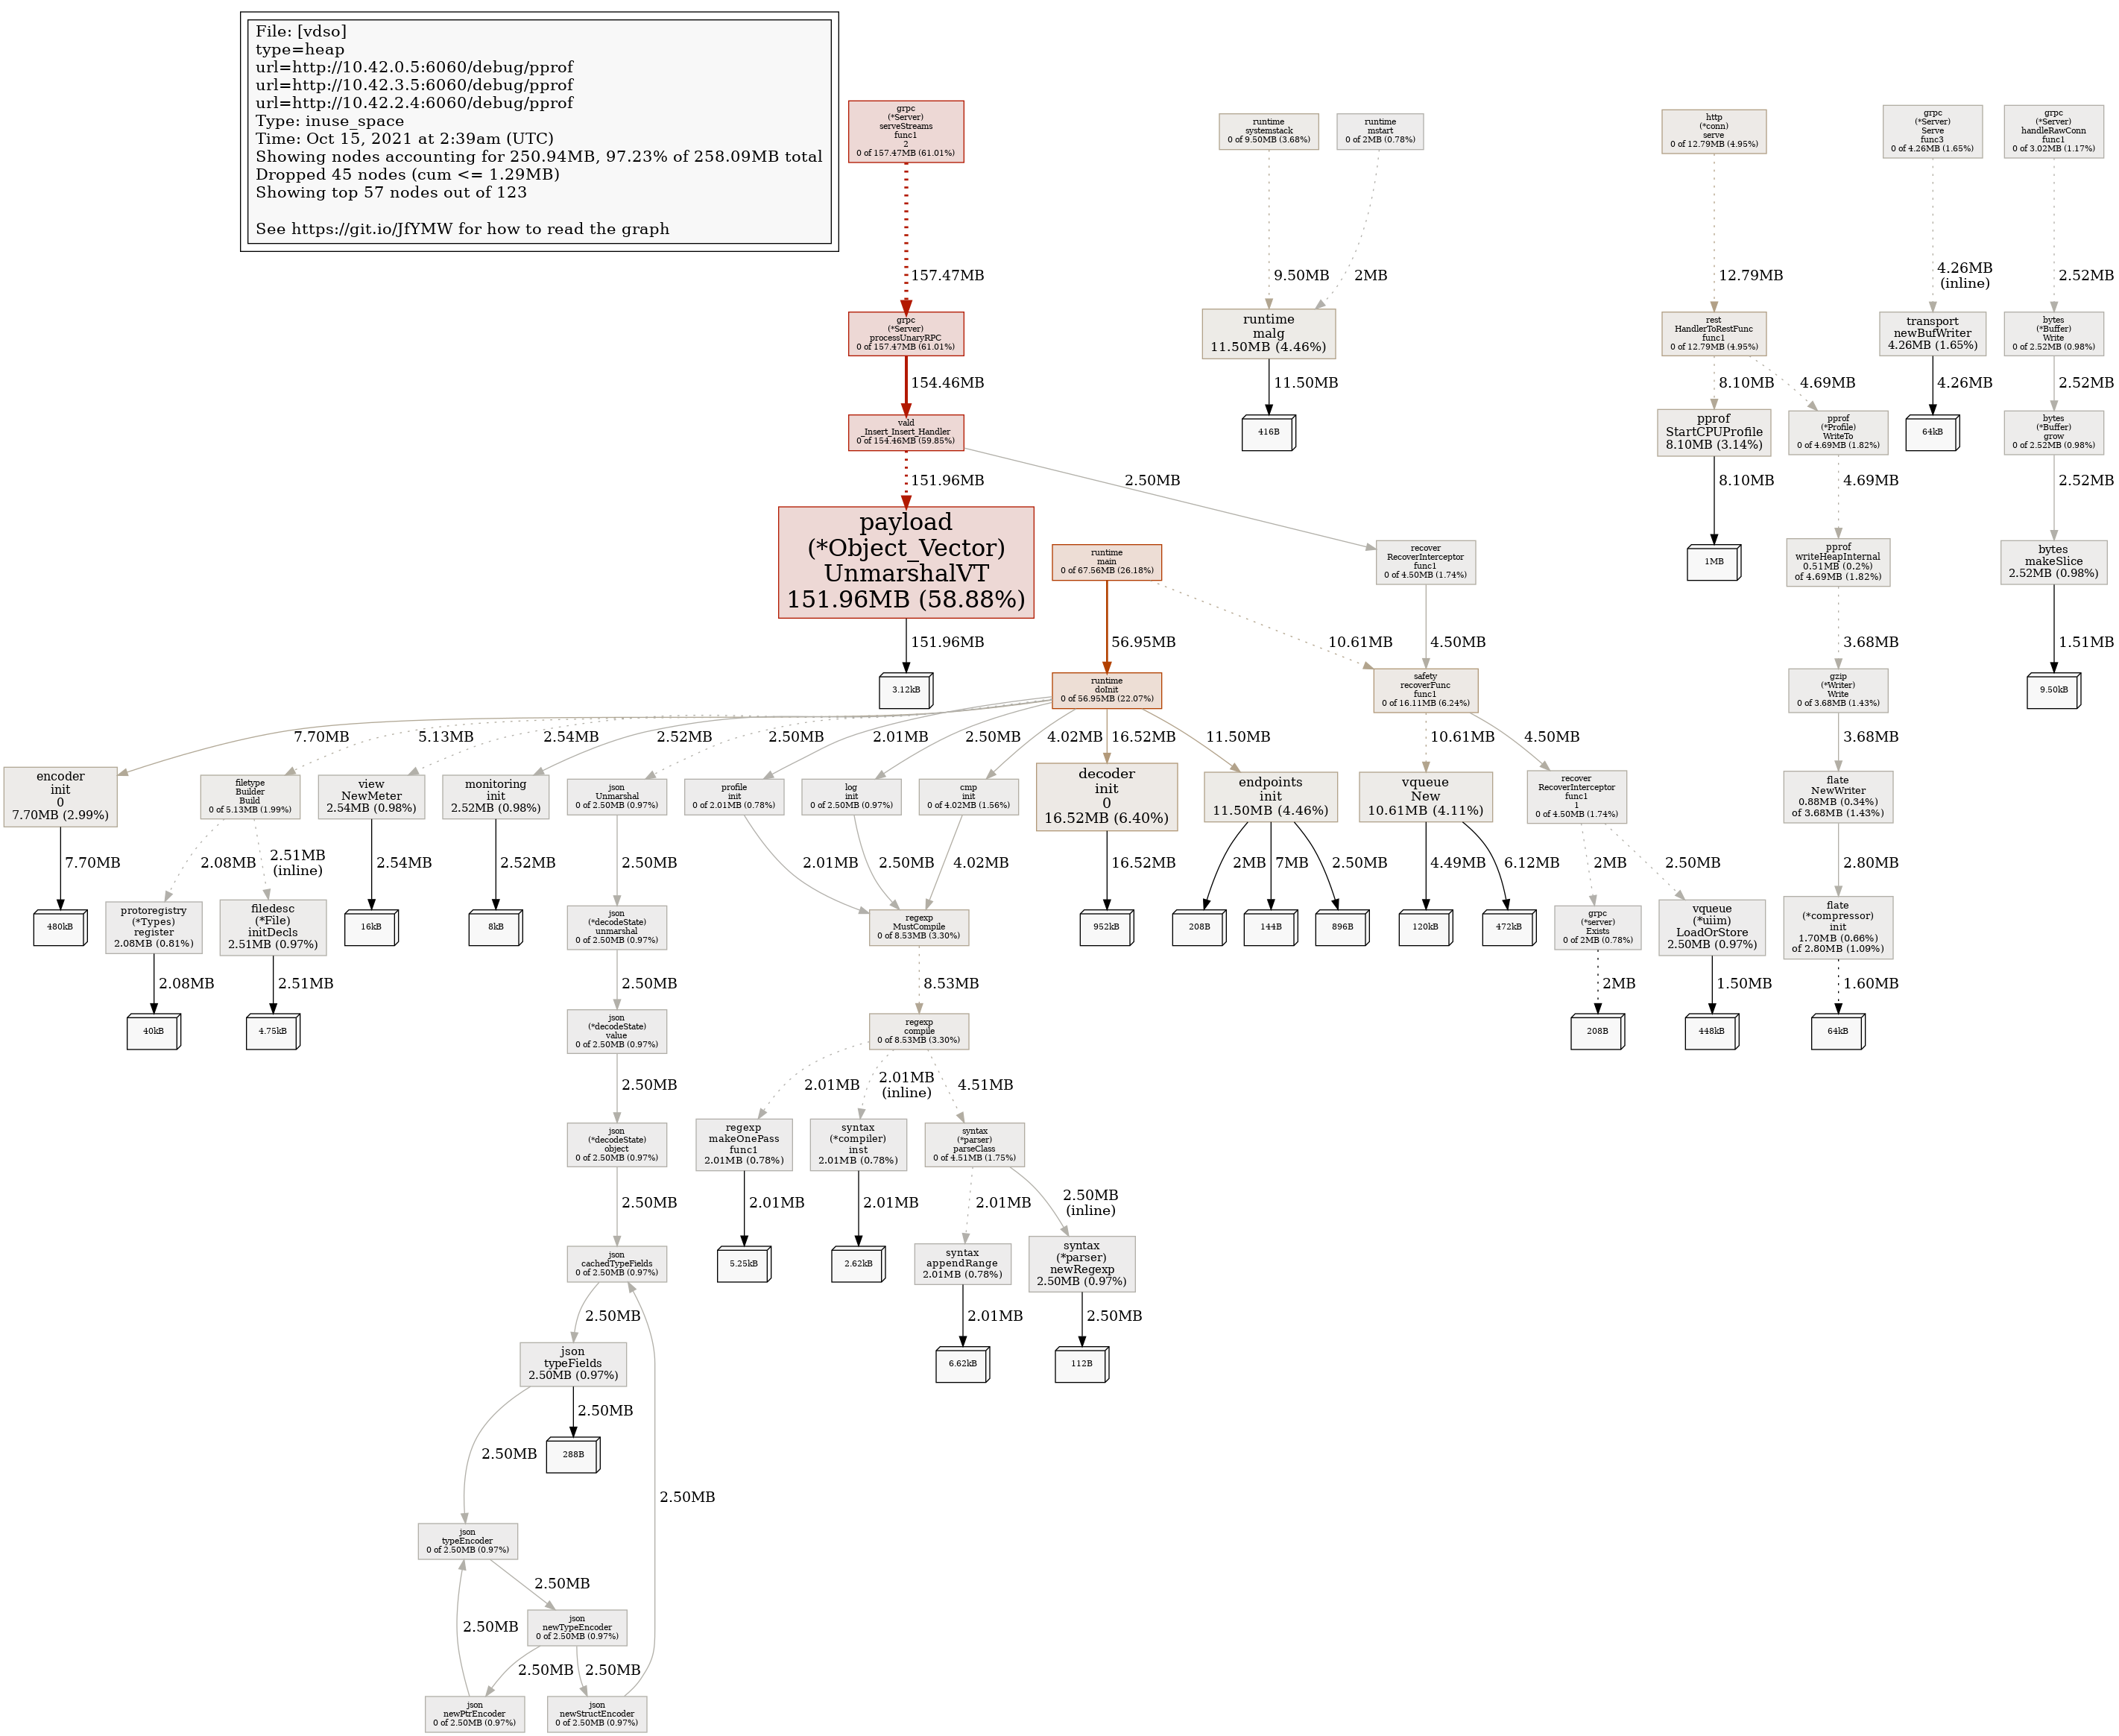 File: [vdso]
type=heap
url=http://10.42.0.5:6060/debug/pprof
url=http://10.42.3.5:6060/debug/pprof
url=http://10.42.2.4:6060/debug/pprof
Type: inuse_space
Time: Oct 15, 2021 at 2:39am (UTC)
Showing nodes accounting for 250.94MB, 97.23% of 258.09MB total
Dropped 45 nodes (cum <= 1.29MB)
Showing top 57 nodes out of 123
See https://git.io/JfYMW for how to read the graph
grpc
(*Server)
serveStreams
func1
2
0 of 157.47MB (61.01%)
runtime
systemstack
0 of 9.50MB (3.68%)
runtime
mstart
0 of 2MB (0.78%)
http
(*conn)
serve
0 of 12.79MB (4.95%)
grpc
(*Server)
Serve
func3
0 of 4.26MB (1.65%)
grpc
(*Server)
handleRawConn
func1
0 of 3.02MB (1.17%)
157.47MB
9.50MB
2MB
12.79MB
4.26MB
(inline)
2.52MB
grpc
(*Server)
processUnaryRPC
0 of 157.47MB (61.01%)
runtime
malg
11.50MB (4.46%)
rest
HandlerToRestFunc
func1
0 of 12.79MB (4.95%)
transport
newBufWriter
4.26MB (1.65%)
bytes
(*Buffer)
Write
0 of 2.52MB (0.98%)
154.46MB
11.50MB
8.10MB
4.69MB
4.26MB
2.52MB
vald
_Insert_Insert_Handler
0 of 154.46MB (59.85%)
416B
pprof
StartCPUProfile
8.10MB (3.14%)
pprof
(*Profile)
WriteTo
0 of 4.69MB (1.82%)
64kB
bytes
(*Buffer)
grow
0 of 2.52MB (0.98%)
151.96MB
2.50MB
8.10MB
4.69MB
2.52MB
payload
(*Object_Vector)
UnmarshalVT
151.96MB (58.88%)
runtime
main
0 of 67.56MB (26.18%)
recover
RecoverInterceptor
func1
0 of 4.50MB (1.74%)
1MB
pprof
writeHeapInternal
0.51MB (0.2%)
of 4.69MB (1.82%)
bytes
makeSlice
2.52MB (0.98%)
151.96MB
56.95MB
10.61MB
4.50MB
3.68MB
1.51MB
3.12kB
runtime
doInit
0 of 56.95MB (22.07%)
safety
recoverFunc
func1
0 of 16.11MB (6.24%)
gzip
(*Writer)
Write
0 of 3.68MB (1.43%)
9.50kB
7.70MB
5.13MB
2.54MB
2.52MB
2.50MB
2.01MB
2.50MB
4.02MB
16.52MB
11.50MB
10.61MB
4.50MB
3.68MB
encoder
init
0
7.70MB (2.99%)
filetype
Builder
Build
0 of 5.13MB (1.99%)
view
NewMeter
2.54MB (0.98%)
monitoring
init
2.52MB (0.98%)
json
Unmarshal
0 of 2.50MB (0.97%)
profile
init
0 of 2.01MB (0.78%)
log
init
0 of 2.50MB (0.97%)
cmp
init
0 of 4.02MB (1.56%)
decoder
init
0
16.52MB (6.40%)
endpoints
init
11.50MB (4.46%)
vqueue
New
10.61MB (4.11%)
recover
RecoverInterceptor
func1
1
0 of 4.50MB (1.74%)
flate
NewWriter
0.88MB (0.34%)
of 3.68MB (1.43%)
7.70MB
2.08MB
2.51MB
(inline)
2.54MB
2.52MB
2.50MB
2.01MB
2.50MB
4.02MB
16.52MB
2MB
7MB
2.50MB
4.49MB
6.12MB
2MB
2.50MB
2.80MB
480kB
protoregistry
(*Types)
register
2.08MB (0.81%)
filedesc
(*File)
initDecls
2.51MB (0.97%)
16kB
8kB
json
(*decodeState)
unmarshal
0 of 2.50MB (0.97%)
regexp
MustCompile
0 of 8.53MB (3.30%)
952kB
208B
144B
896B
120kB
472kB
grpc
(*server)
Exists
0 of 2MB (0.78%)
vqueue
(*uiim)
LoadOrStore
2.50MB (0.97%)
flate
(*compressor)
init
1.70MB (0.66%)
of 2.80MB (1.09%)
2.08MB
2.51MB
2.50MB
8.53MB
2MB
1.50MB
1.60MB
40kB
4.75kB
json
(*decodeState)
value
0 of 2.50MB (0.97%)
regexp
compile
0 of 8.53MB (3.30%)
208B
448kB
64kB
2.50MB
2.01MB
2.01MB
(inline)
4.51MB
json
(*decodeState)
object
0 of 2.50MB (0.97%)
regexp
makeOnePass
func1
2.01MB (0.78%)
syntax
(*compiler)
inst
2.01MB (0.78%)
syntax
(*parser)
parseClass
0 of 4.51MB (1.75%)
2.50MB
2.01MB
2.01MB
2.01MB
2.50MB
(inline)
json
cachedTypeFields
0 of 2.50MB (0.97%)
5.25kB
2.62kB
syntax
appendRange
2.01MB (0.78%)
syntax
(*parser)
newRegexp
2.50MB (0.97%)
2.50MB
2.01MB
2.50MB
json
typeFields
2.50MB (0.97%)
6.62kB
112B
2.50MB
2.50MB
288B
2.50MB
json
typeEncoder
0 of 2.50MB (0.97%)
2.50MB
json
newTypeEncoder
0 of 2.50MB (0.97%)
2.50MB
2.50MB
2.50MB
json
newPtrEncoder
0 of 2.50MB (0.97%)
json
newStructEncoder
0 of 2.50MB (0.97%)